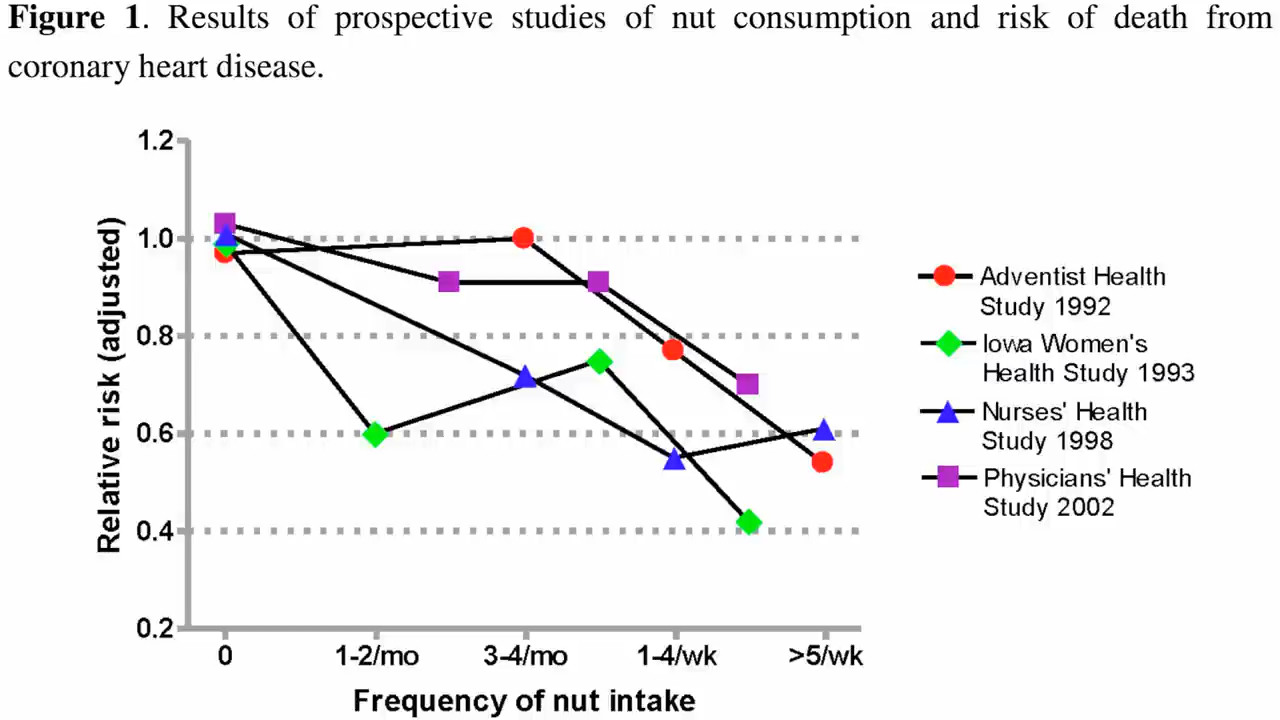 Figure 1. Results of prospective studies of nut consumption and risk of death from
coronary heart disease.
1.2
1.0
0.8
0.6
0.4
0.2
Relative risk (adjusted)
0
1-2/mo
3-4/mo
1-4/wk
>5/wk
Frequency of nut intake
Adventist Health
Study 1992
Iowa Women's
Health Study 1993
Nurses' Health
Study 1998
Physicians' Health
Study 2002